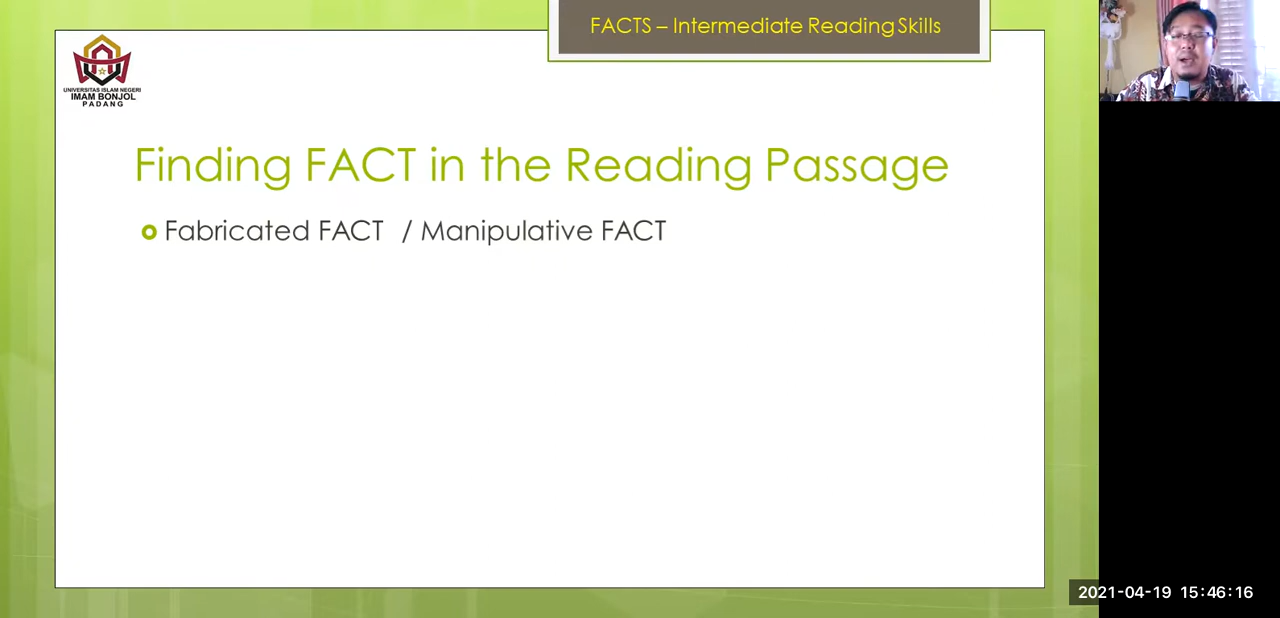 FACTS – Intermediate Reading Skills
UNIVERSITAS ISLAM NEGERI
IMAM BONJOL
PADANG
Finding FACT in the Reading Passage
Fabricated FACT / Manipulative FACT
2021-04-19 15:46:16